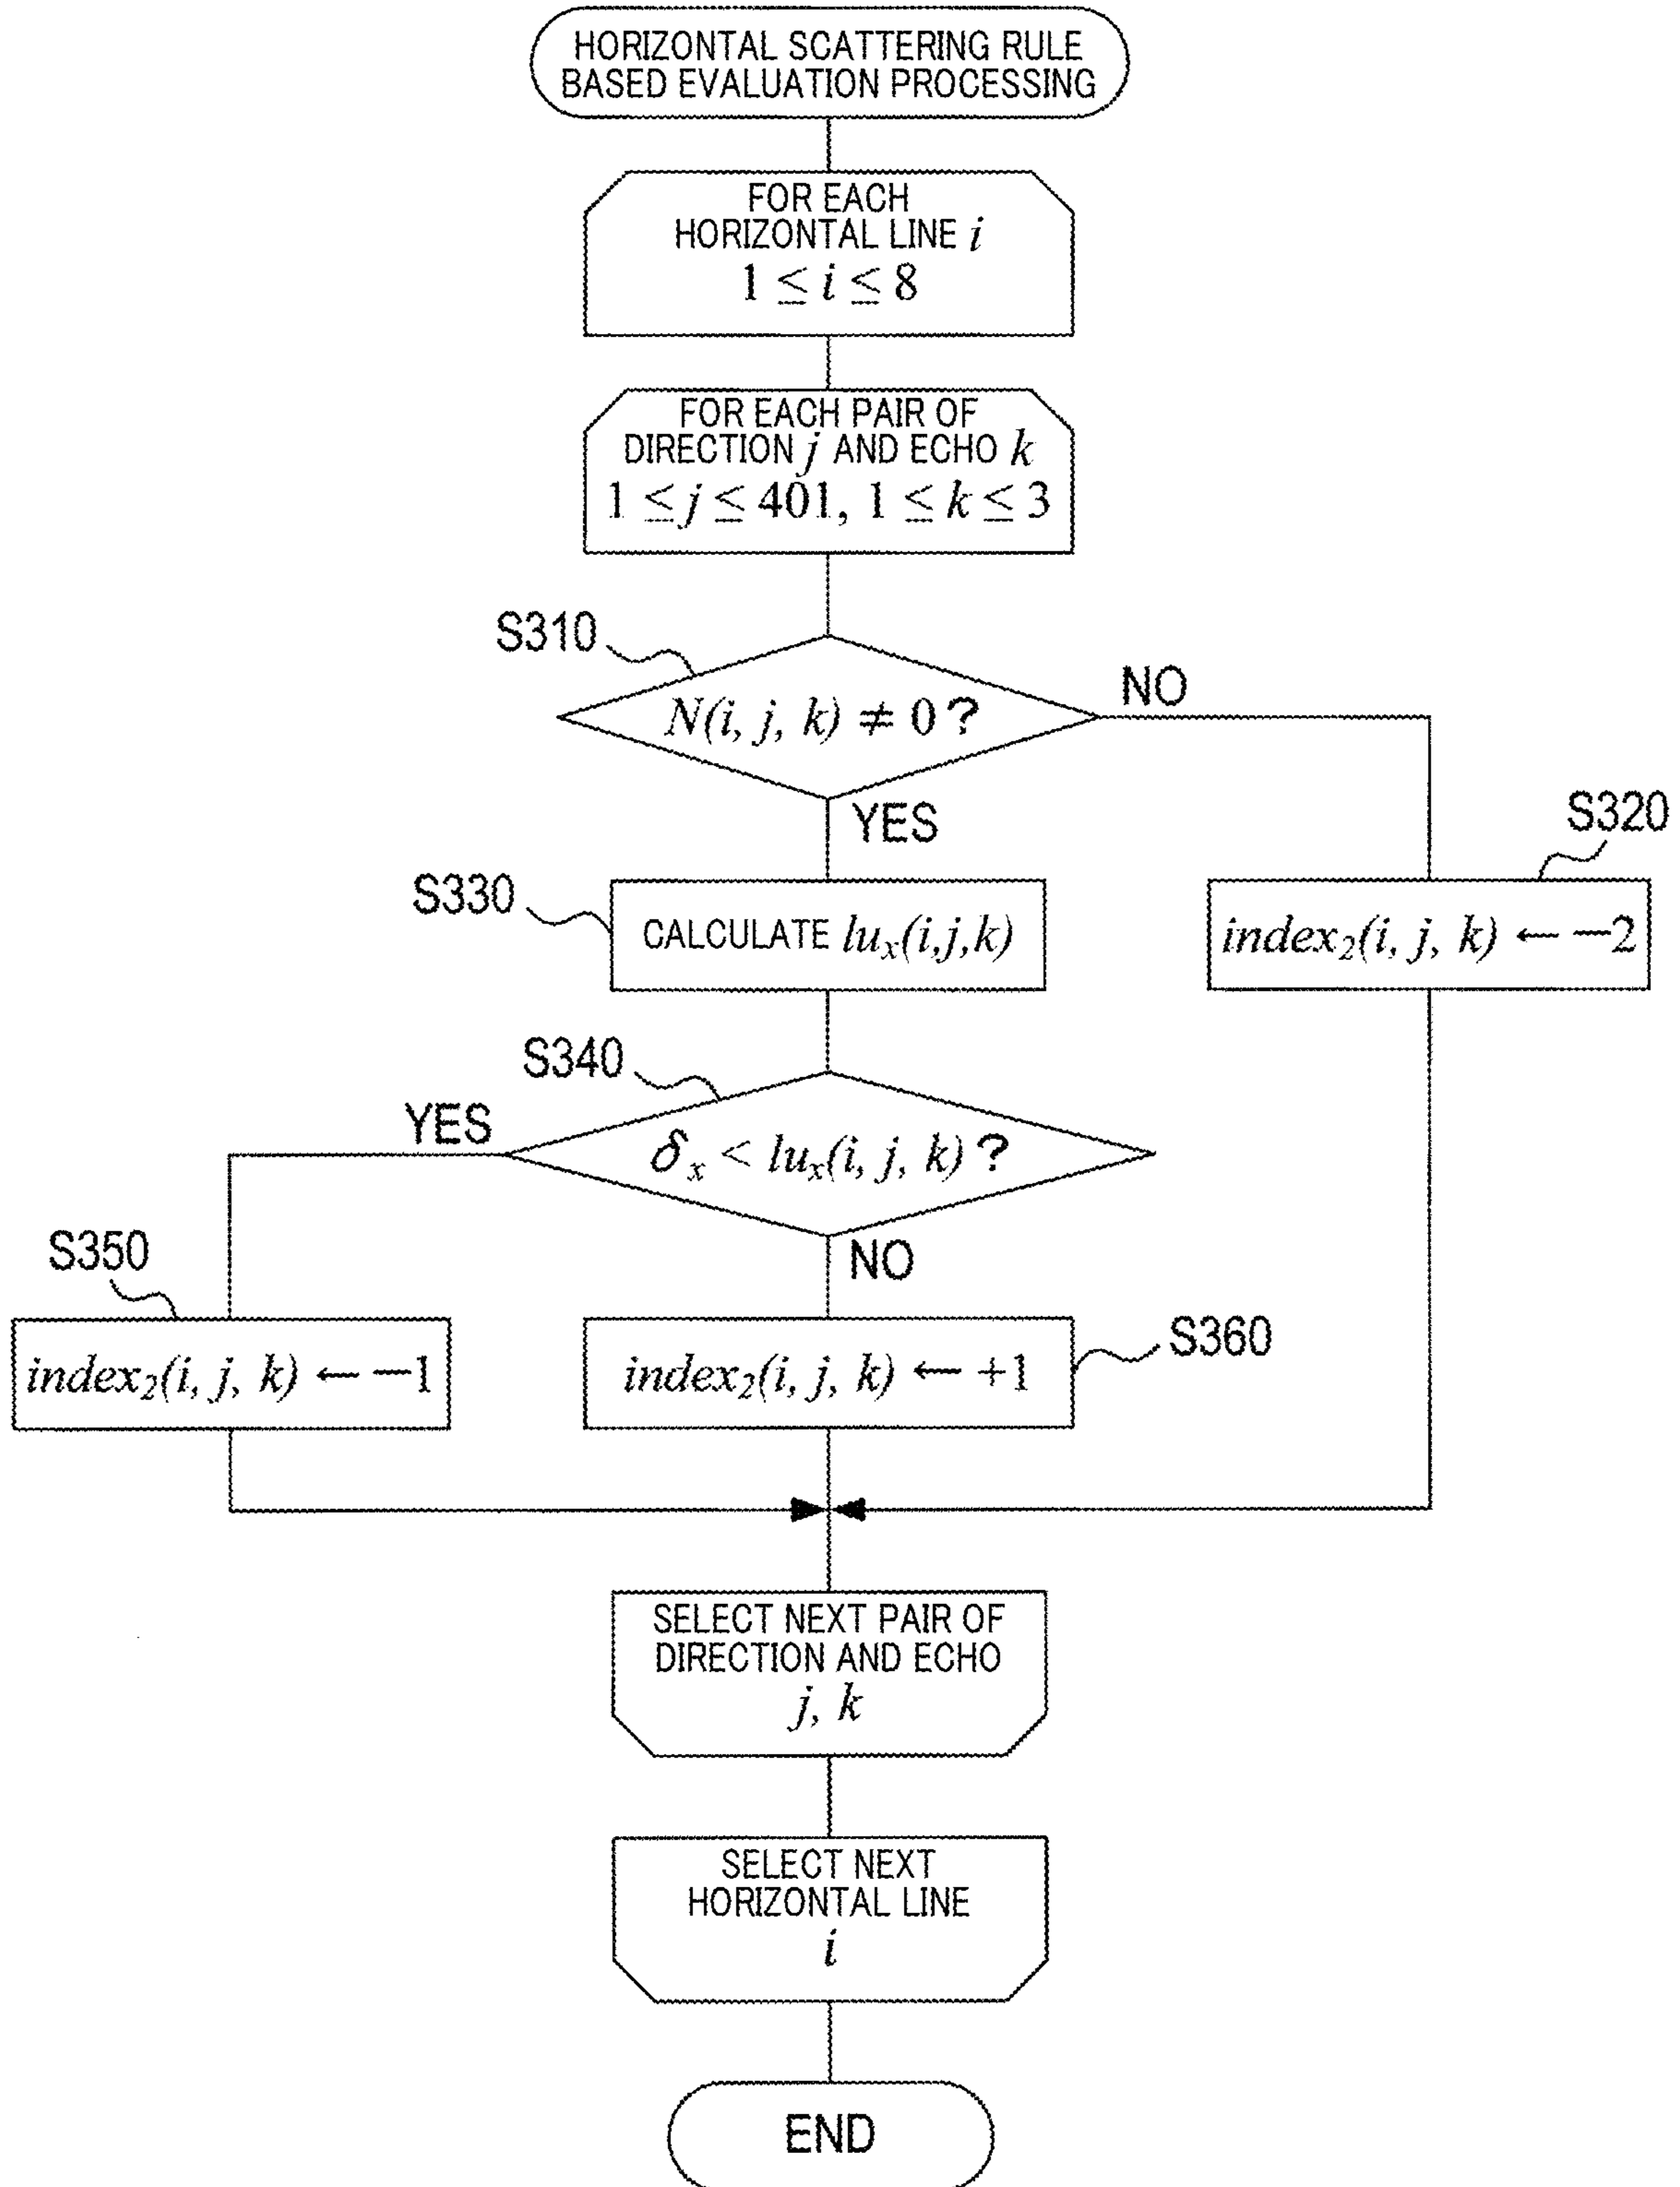 HORIZONTAL SCATTERING RULE
BASED EVALUATION PROCESSING
FOR EACH
HORIZONTAL LINE i
1 ≦ i ≦ 8
FOR EACH PAIR OF
DIRECTION j AND ECHO k
1 ≦ j ≦ 401, 1 ≦ k ≦ 3
S310
N(i, j, k) ≠ 0 ?
NO
YES
S320
index₂(i, j, k) ← −2
S330
CALCULATE luₓ(i,j,k)
S340
δₓ < luₓ(i, j, k) ?
YES
NO
S350
index₂(i, j, k) ← −1
S360
index₂(i, j, k) ← +1
SELECT NEXT PAIR OF
DIRECTION AND ECHO
j, k
SELECT NEXT
HORIZONTAL LINE
i
END